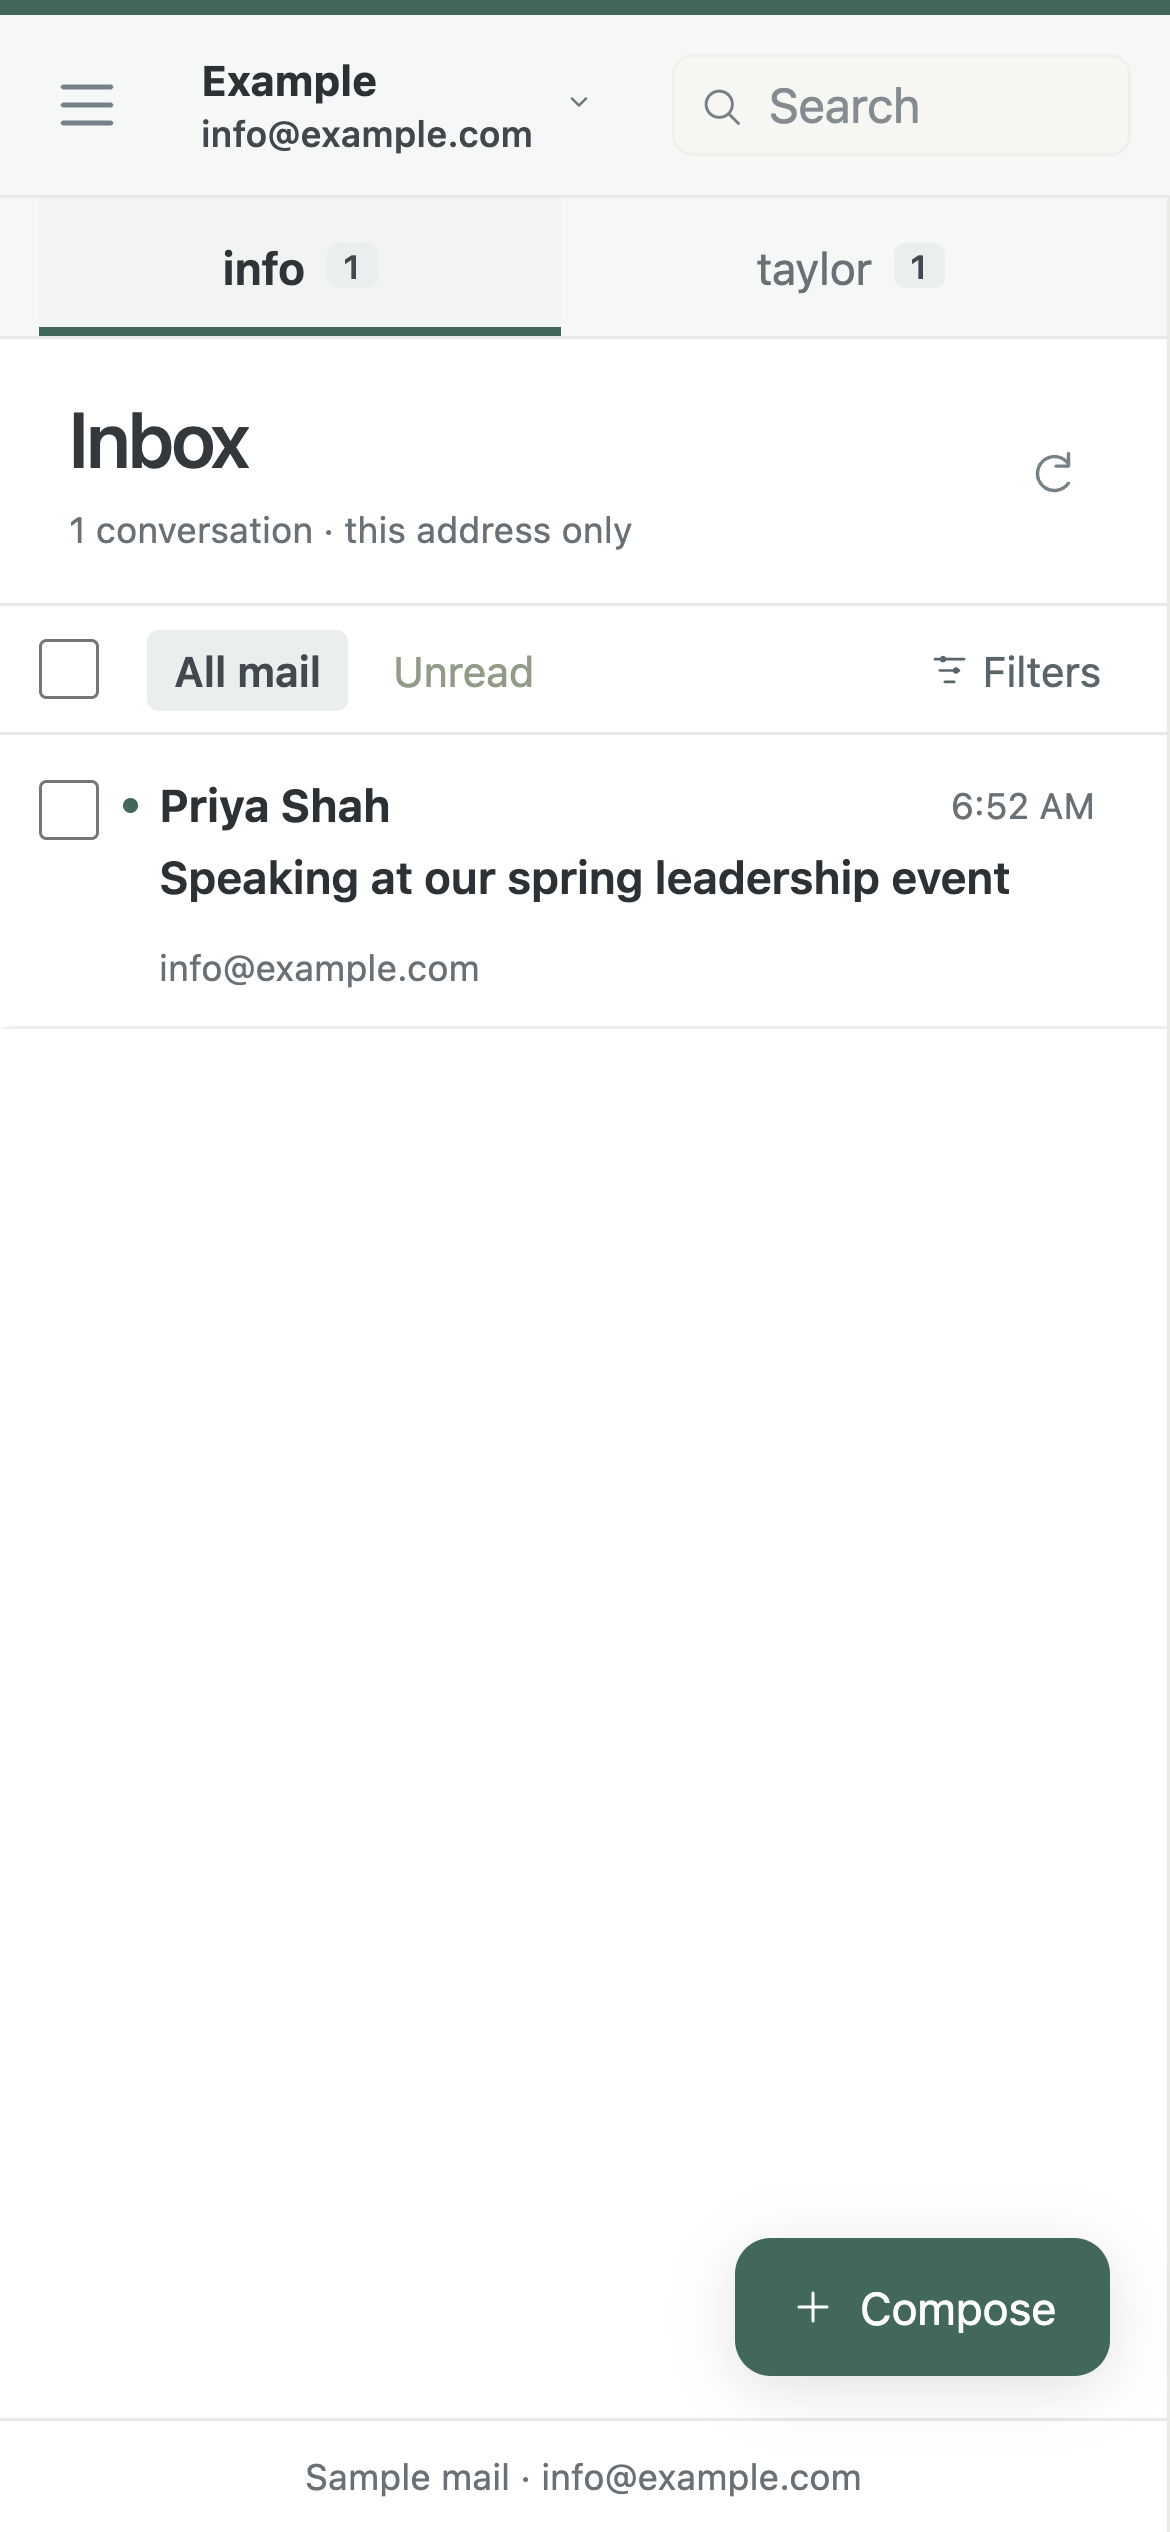 Example
info@example.com
Search
info 1
taylor 1
Inbox
1 conversation · this address only
All mail
Unread
Filters
Priya Shah
6:52 AM
Speaking at our spring leadership event
info@example.com
Compose
Sample mail · info@example.com